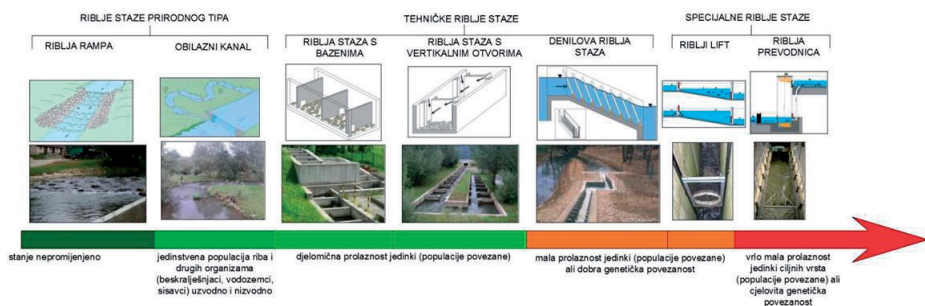 RIBLJE STAZE PRIRODNOG TIPA
TEHNIČKE RIBLJE STAZE
SPECIJALNE RIBLJE STAZE
RIBLJA RAMPA
OBILAZNI KANAL
RIBLJA STAZA S
BAZENIMA
RIBLJA STAZA S
VERTIKALNIM OTVORIMA
DENILOVA RIBLJA
STAZA
RIBLJI LIFT
RIBLJA
PREVODNICA
stanje nepromijenjeno
jedinstvena populacija riba i
drugih organizama
(beskralješnjaci, vodozemci,
sisavci) uzvodno i nizvodno
djelomična prolaznost jedinki (populacije povezane)
mala prolaznost jedinki (populacije povezane)
ali dobra genetička povezanost
vrlo mala prolaznost
jedinki ciljnih vrsta
(populacije povezane) ali
cjelovita genetička
povezanost